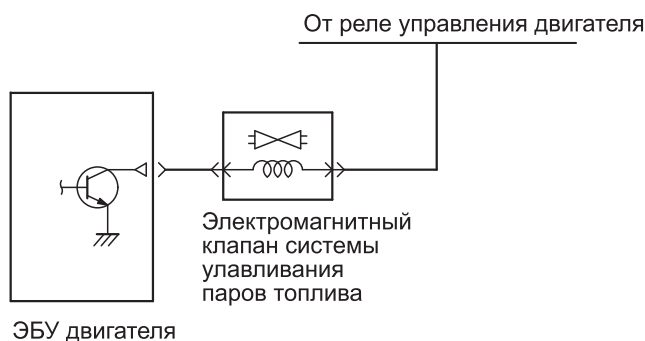 От реле управления двигателя
Электромагнитный
клапан системы
улавливания
паров топлива
ЭБУ двигателя